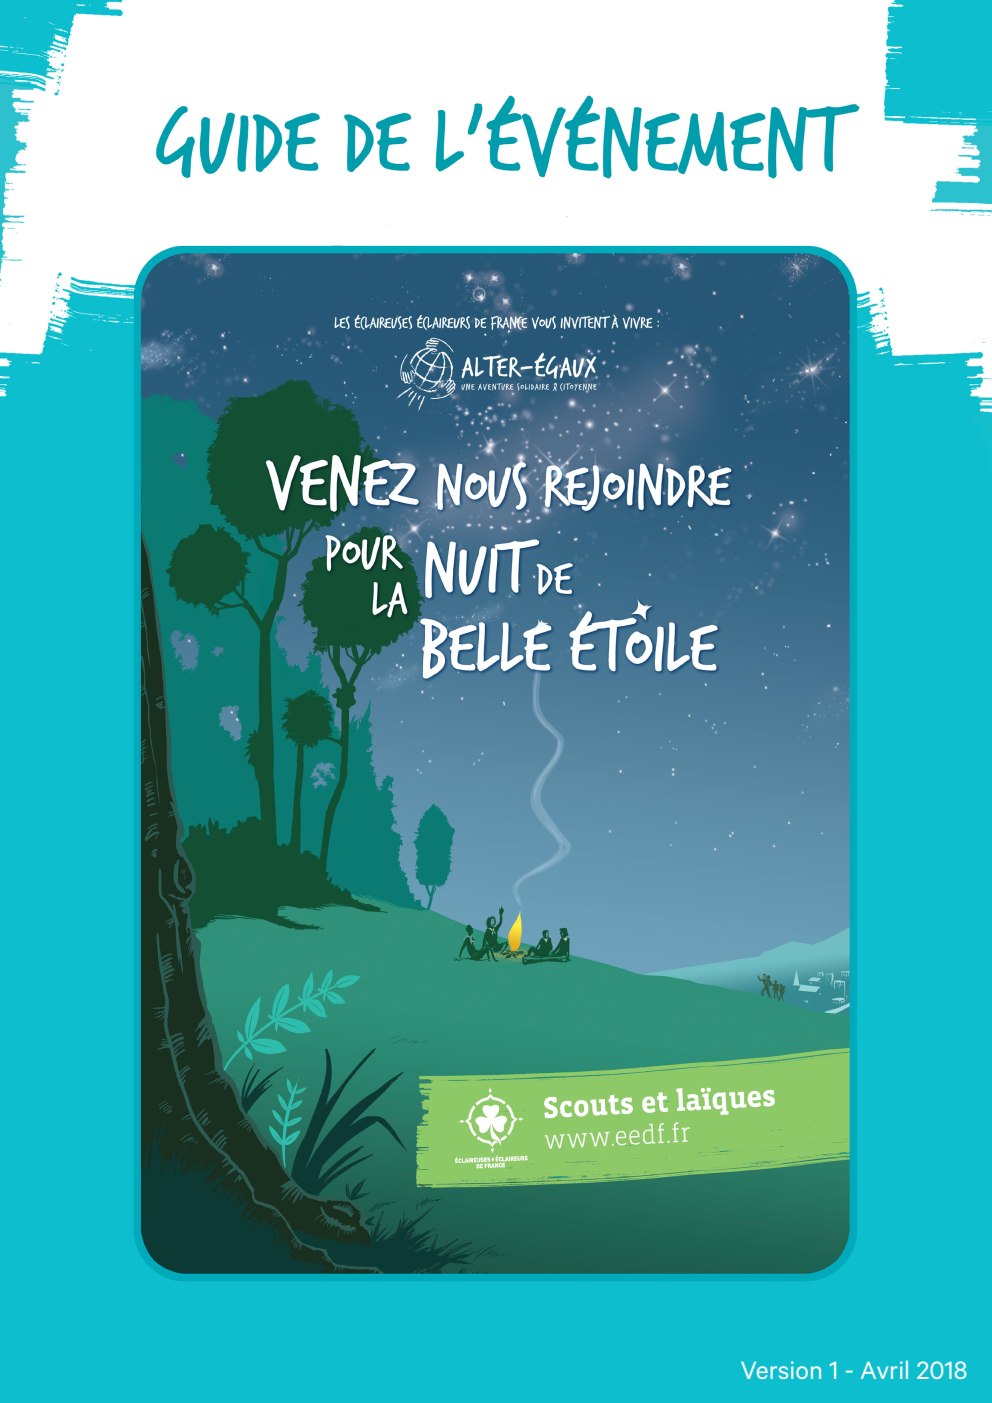 GUIDE DE L'ÉVÉNEMENT
LES ÉCLAIREUSES ÉCLAIREURS DE FRANCE VOUS INVITENT À VIVRE :
ALTER-ÉGAUX
UNE AVENTURE SOLIDAIRE & CITOYENNE
VENEZ NOUS REJOINDRE
POUR LA NUIT DE
BELLE ÉTOILE
Scouts et laïques
www.eedf.fr
ÉCLAIREUSES ÉCLAIREURS
DE FRANCE
Version 1 - Avril 2018